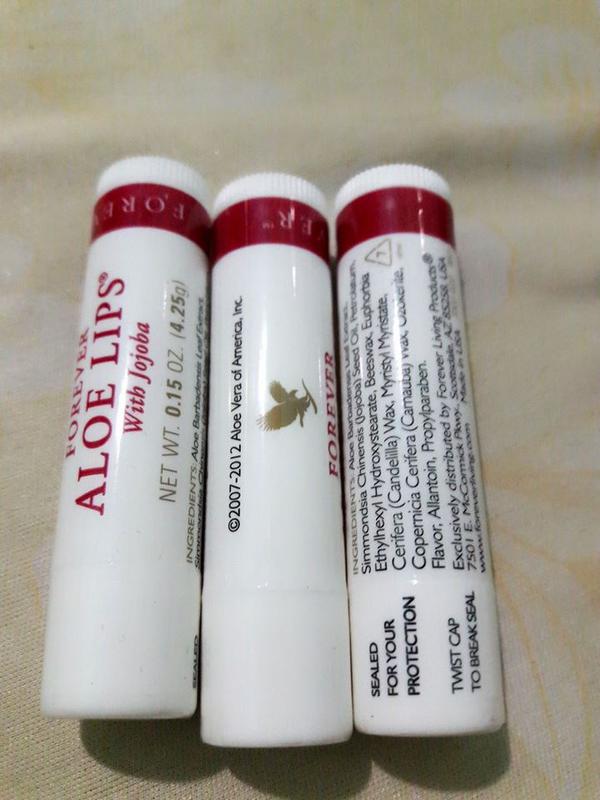 FOREVER
ALOE LIPS®
With Jojoba
NET WT. 0.15 OZ. (4.25g)
INGREDIENTS: Aloe Barbadensis Leaf Extract,
SEALED
©2007-2012 Aloe Vera of America, Inc.
FOREVER
INGREDIENTS: Aloe Barbadensis Leaf Extract,
Simmondsia Chinensis (Jojoba) Seed Oil, Petrolatum,
Ethylhexyl Hydroxystearate, Beeswax, Euphorbia
Cerifera (Candelilla) Wax, Myristyl Myristate,
Copernicia Cerifera (Carnauba) Wax, Ozokerite,
Flavor, Allantoin, Propylparaben.
Exclusively distributed by Forever Living Products®
7501 E. McCormick Pkwy., Scottsdale, AZ 85258 USA
www.foreverliving.com Made in USA
SEALED
FOR YOUR
PROTECTION
TWIST CAP
TO BREAK SEAL